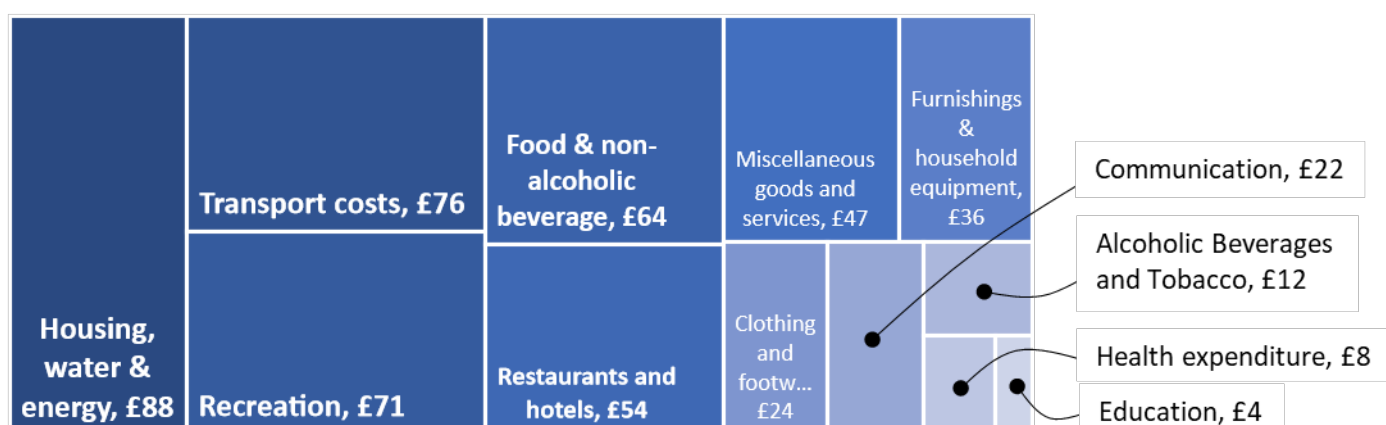 Housing,
water &
energy, £88
Transport costs, £76
Recreation, £71
Food & non-
alcoholic
beverage, £64
Restaurants and
hotels, £54
Miscellaneous
goods and
services, £47
Furnishings
&
household
equipment,
£36
Clothing
and
footw...
£24
Communication, £22
Alcoholic Beverages
and Tobacco, £12
Health expenditure, £8
Education, £4